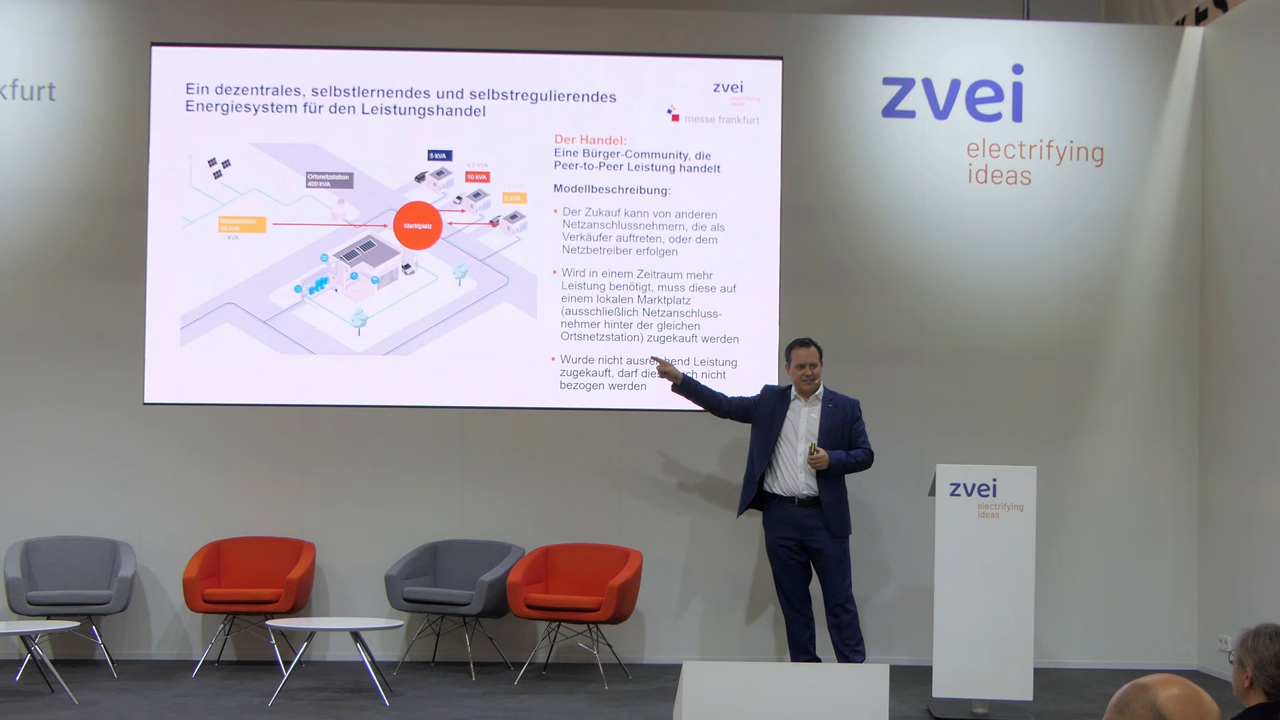 kfurt
Ein dezentrales, selbstlernendes und selbstregulierendes
Energiesystem für den Leistungshandel
zvei
electrifying
ideas
messe frankfurt
Der Handel:
Eine Bürger-Community, die
Peer-to-Peer Leistung handelt
Modellbeschreibung:
Der Zukauf kann von anderen
Netzanschlussnehmern, die als
Verkäufer auftreten, oder dem
Netzbetreiber erfolgen
Wird in einem Zeitraum mehr
Leistung benötigt, muss diese auf
einem lokalen Marktplatz
(ausschließlich Netzanschluss-
nehmer hinter der gleichen
Ortsnetzstation) zugekauft werden
Wurde nicht Leistung
zugekauft, darf nicht
bezogen werden
5 kVA
10 KVA
Ortsnetzstation
400 KVA
Marktplatz
zvei
electrifying
ideas
zvei
electrifying
ideas